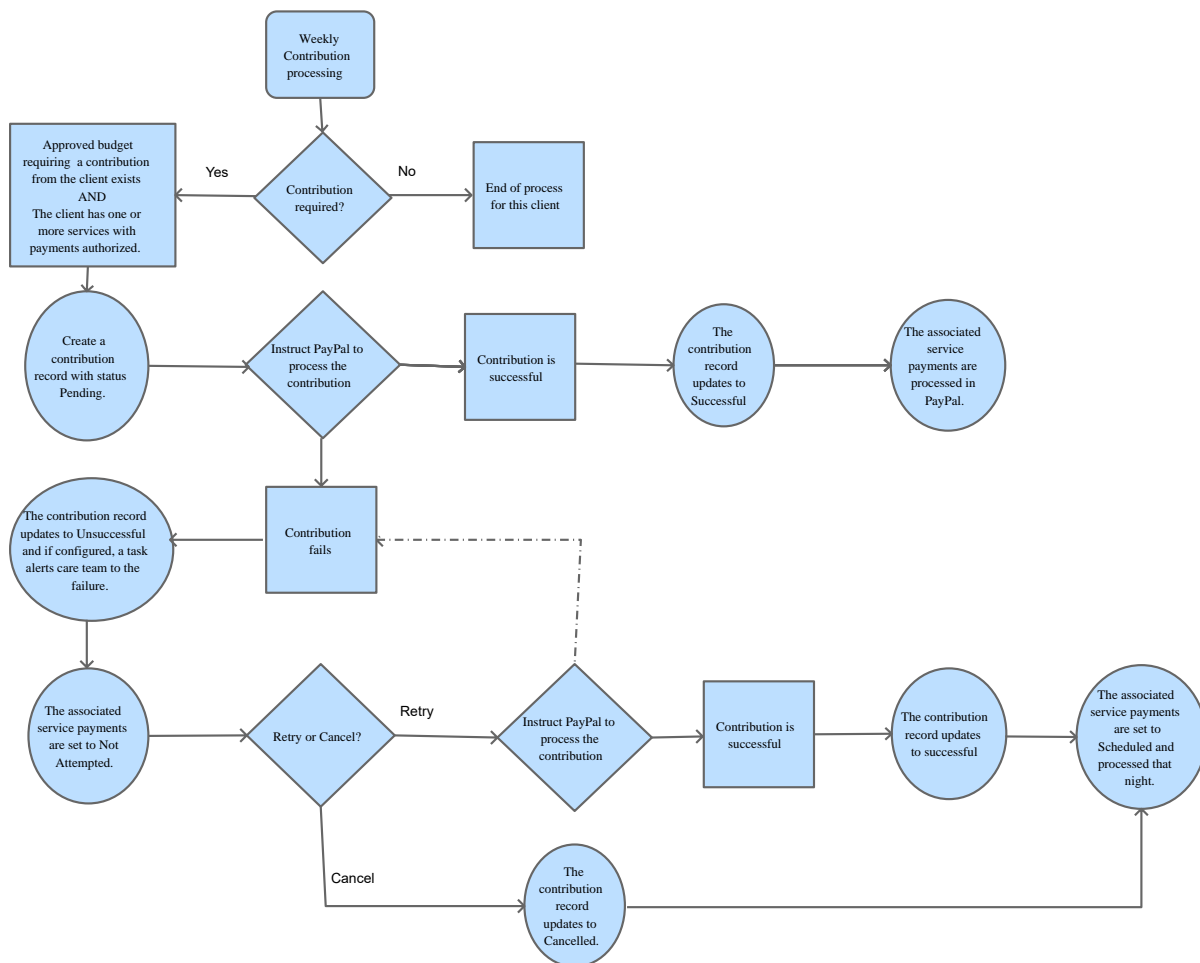 Weekly
Contribution
processing
Approved budget
requiring a contribution
from the client exists
AND
The client has one or
more services with
payments authorized.
Yes
Contribution
required?
No
End of process
for this client
Create a
contribution
record with status
Pending.
Instruct PayPal to
process the
contribution
Contribution is
successful
The
contribution
record
updates to
Successful
The associated
service
payments are
processed in
PayPal.
The contribution record
updates to Unsuccessful
and if configured, a task
alerts care team to the
failure.
Contribution
fails
The associated
service payments
are set to Not
Attempted.
Retry or Cancel?
Retry
Instruct PayPal to
process the
contribution
Contribution is
successful
The contribution
record updates
to successful
The associated
service payments
are set to
Scheduled and
processed that
night.
Cancel
The
contribution
record
updates to
Cancelled.